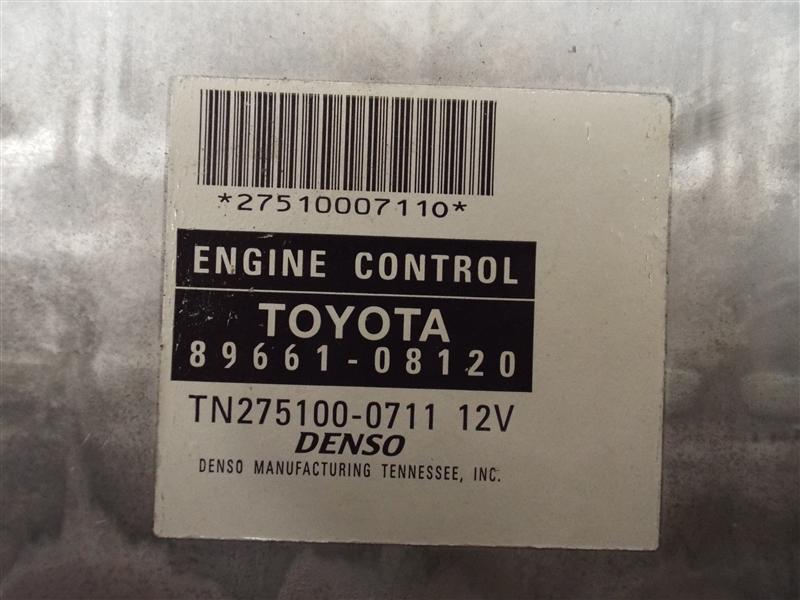 *27510007110*
ENGINE CONTROL
TOYOTA
89661-08120
TN275100-0711 12V
DENSO
DENSO MANUFACTURING TENNESSEE, INC.